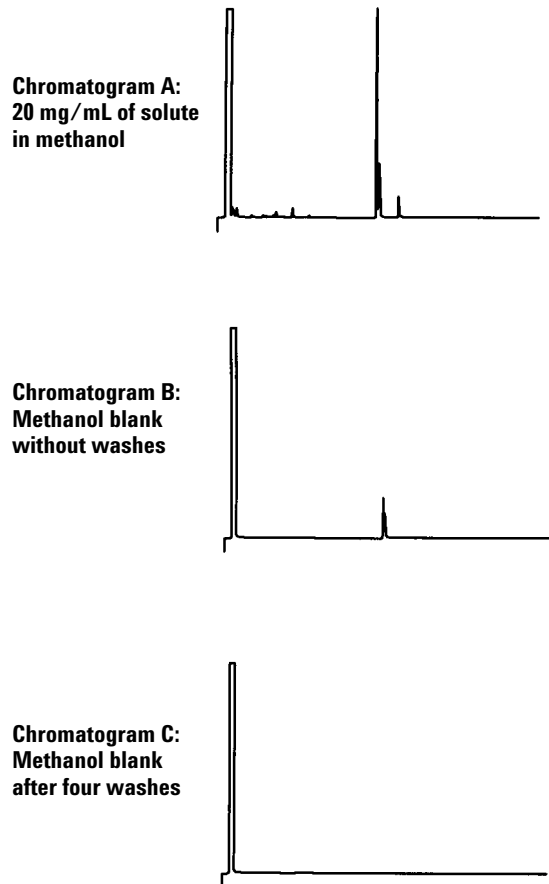 Chromatogram A:
20 mg/mL of solute
in methanol
Chromatogram B:
Methanol blank
without washes
Chromatogram C:
Methanol blank
after four washes